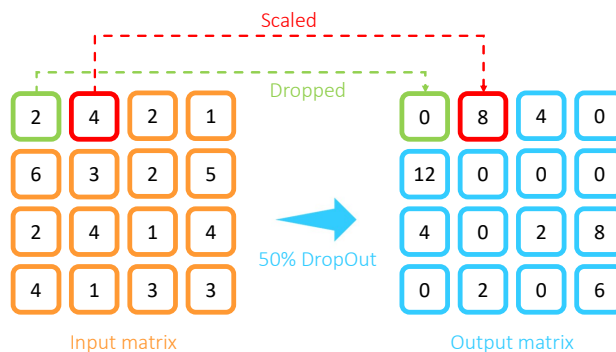 Scaled
Dropped
2 4 2 1
0 8 4 0
6 3 2 5
12 0 0 0
2 4 1 4
4 0 2 8
50% DropOut
4 1 3 3
0 2 0 6
Input matrix
Output matrix